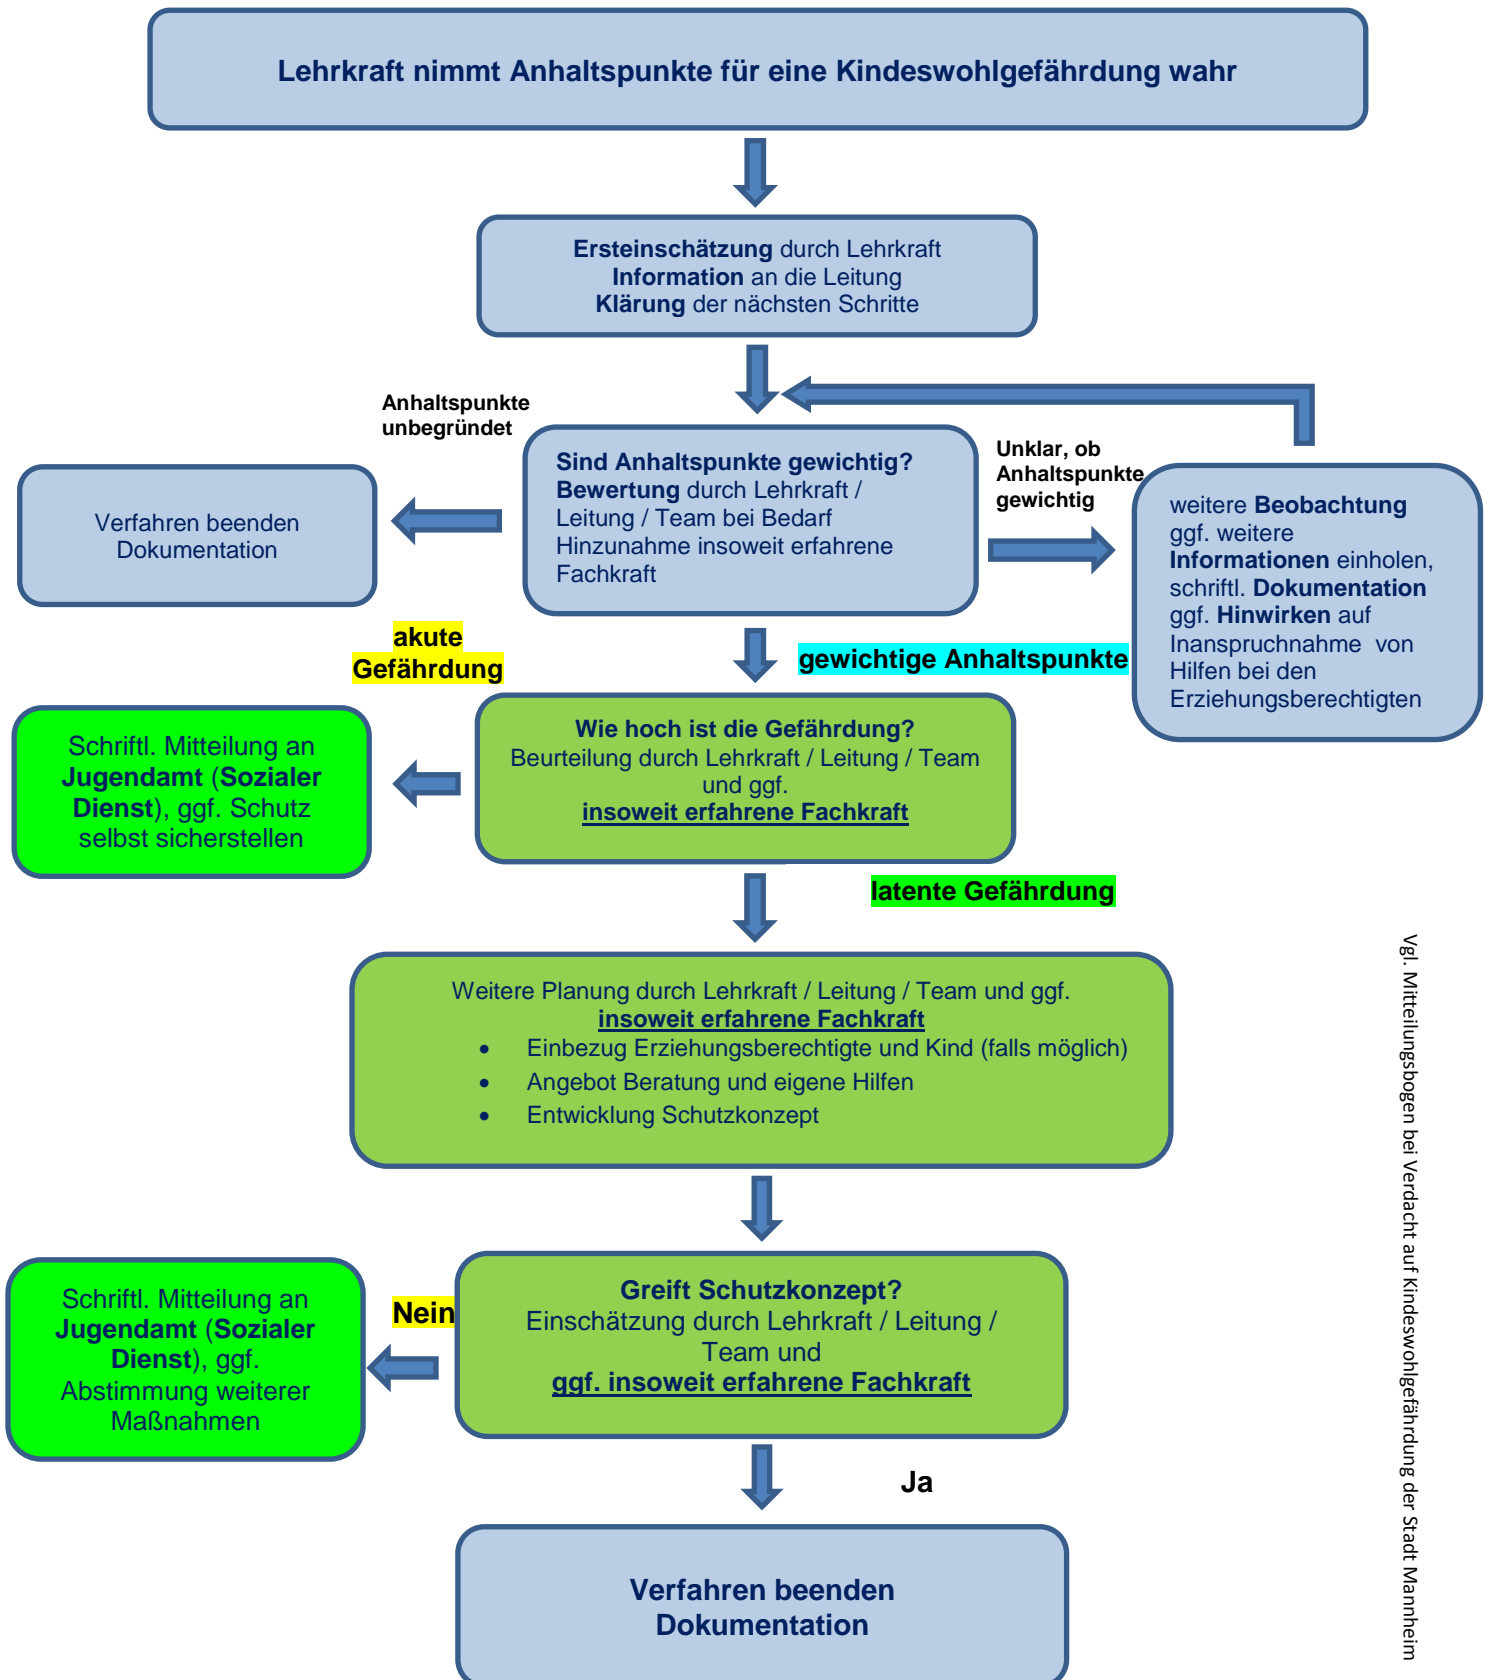 Lehrkraft nimmt Anhaltspunkte für eine Kindeswohlgefährdung wahr
Ersteinschätzung durch Lehrkraft
Information an die Leitung
Klärung der nächsten Schritte
Anhaltspunkte
unbegründet
Sind Anhaltspunkte gewichtig?
Bewertung durch Lehrkraft /
Leitung / Team bei Bedarf
Hinzunahme insoweit erfahrene
Fachkraft
Unklar, ob
Anhaltspunkte
gewichtig
Verfahren beenden
Dokumentation
weitere Beobachtung
ggf. weitere
Informationen einholen,
schriftl. Dokumentation
ggf. Hinwirken auf
Inanspruchnahme von
Hilfen bei den
Erziehungsberechtigten
akute
Gefährdung
gewichtige Anhaltspunkte
Schriftl. Mitteilung an
Jugendamt (Sozialer
Dienst), ggf. Schutz
selbst sicherstellen
Wie hoch ist die Gefährdung?
Beurteilung durch Lehrkraft / Leitung / Team
und ggf.
insoweit erfahrene Fachkraft
latente Gefährdung
Weitere Planung durch Lehrkraft / Leitung / Team und ggf.
insoweit erfahrene Fachkraft
• Einbezug Erziehungsberechtigte und Kind (falls möglich)
• Angebot Beratung und eigene Hilfen
• Entwicklung Schutzkonzept
Schriftl. Mitteilung an
Jugendamt (Sozialer
Dienst), ggf.
Abstimmung weiterer
Maßnahmen
Nein
Greift Schutzkonzept?
Einschätzung durch Lehrkraft / Leitung /
Team und
ggf. insoweit erfahrene Fachkraft
Ja
Verfahren beenden
Dokumentation
Vgl. Mitteilungsbogen bei Verdacht auf Kindeswohlgefährdung der Stadt Mannheim